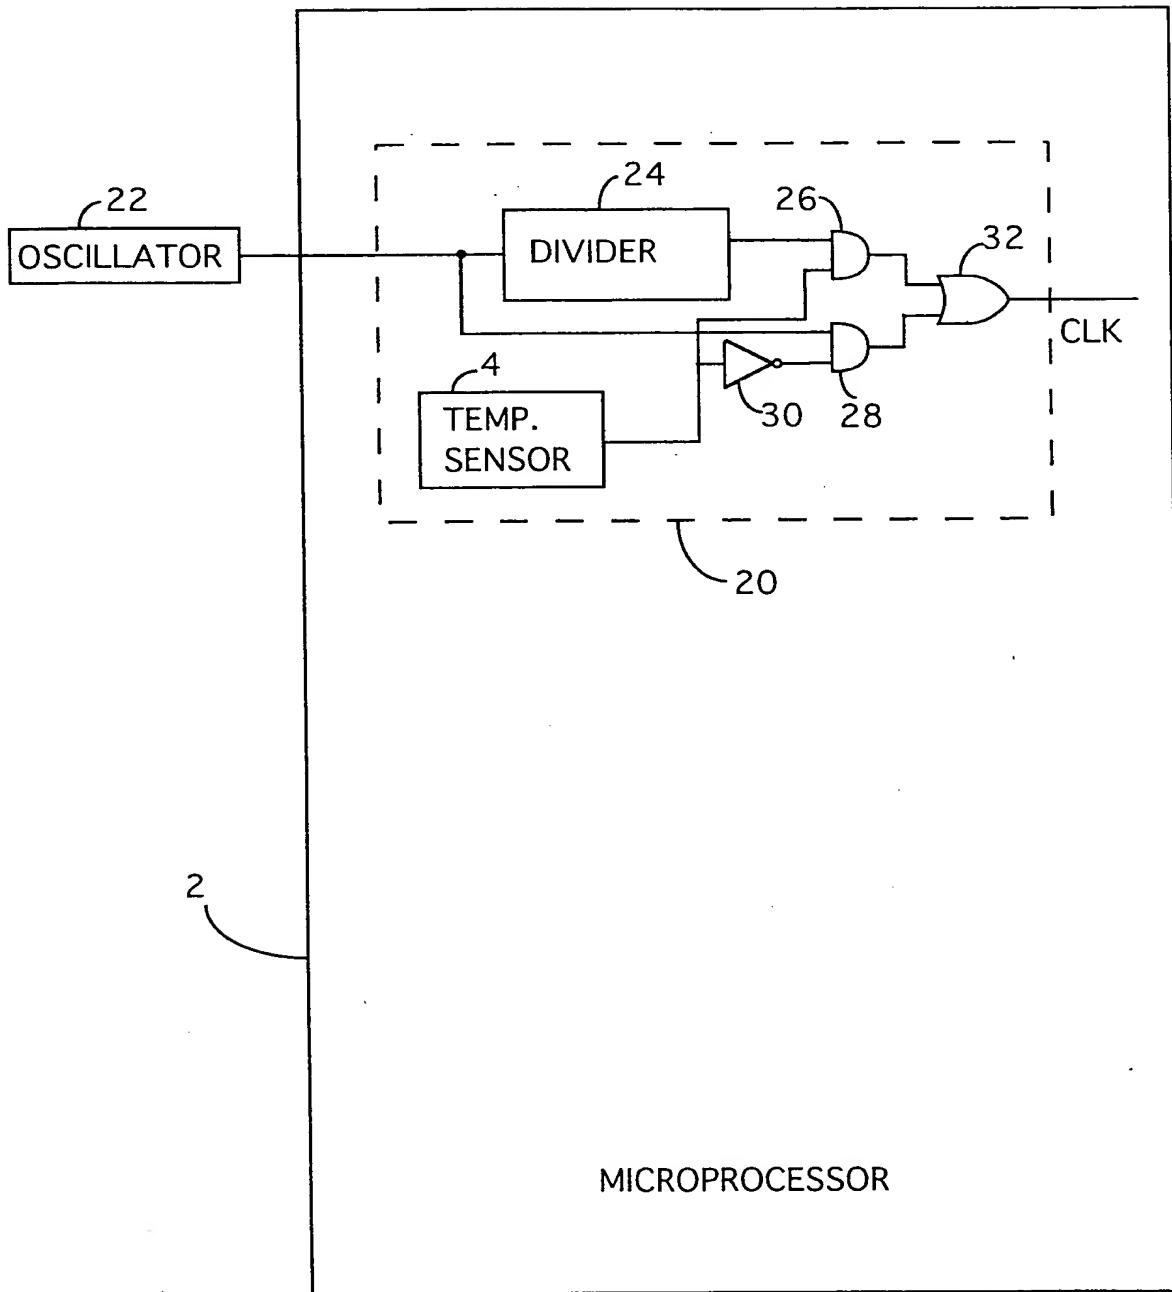 22
OSCILLATOR
24
DIVIDER
26
32
CLK
4
TEMP.
SENSOR
30
28
20
2
MICROPROCESSOR